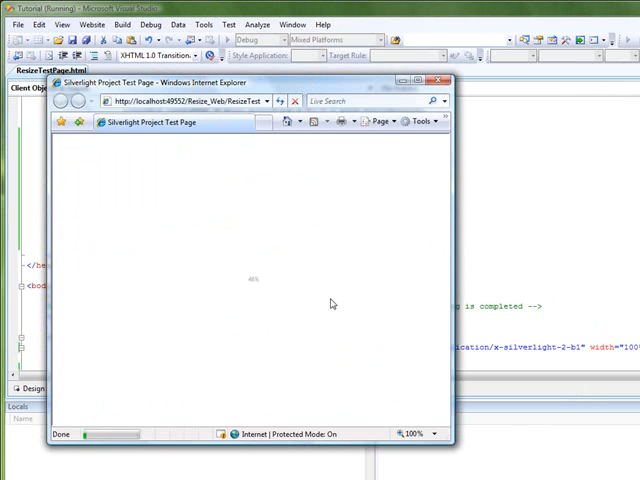 Tutorial (Running) - Microsoft Visual Studio
File Edit View Website Build Debug Data Tools Test Analyze Window Help
Debug Mixed Platforms
XHTML 1.0 Transition Style Application: Target Rule:
ResizeTestPage.html
Client Obj
Silverlight Project Test Page - Windows Internet Explorer
http://localhost:49552/Resize_Web/ResizeTest Live Search
Silverlight Project Test Page Page Tools
</he
<bod
g is completed -->
ication/x-silverlight-2-b1" width="100%
Design
Locals
Name
Done Internet | Protected Mode: On 100%